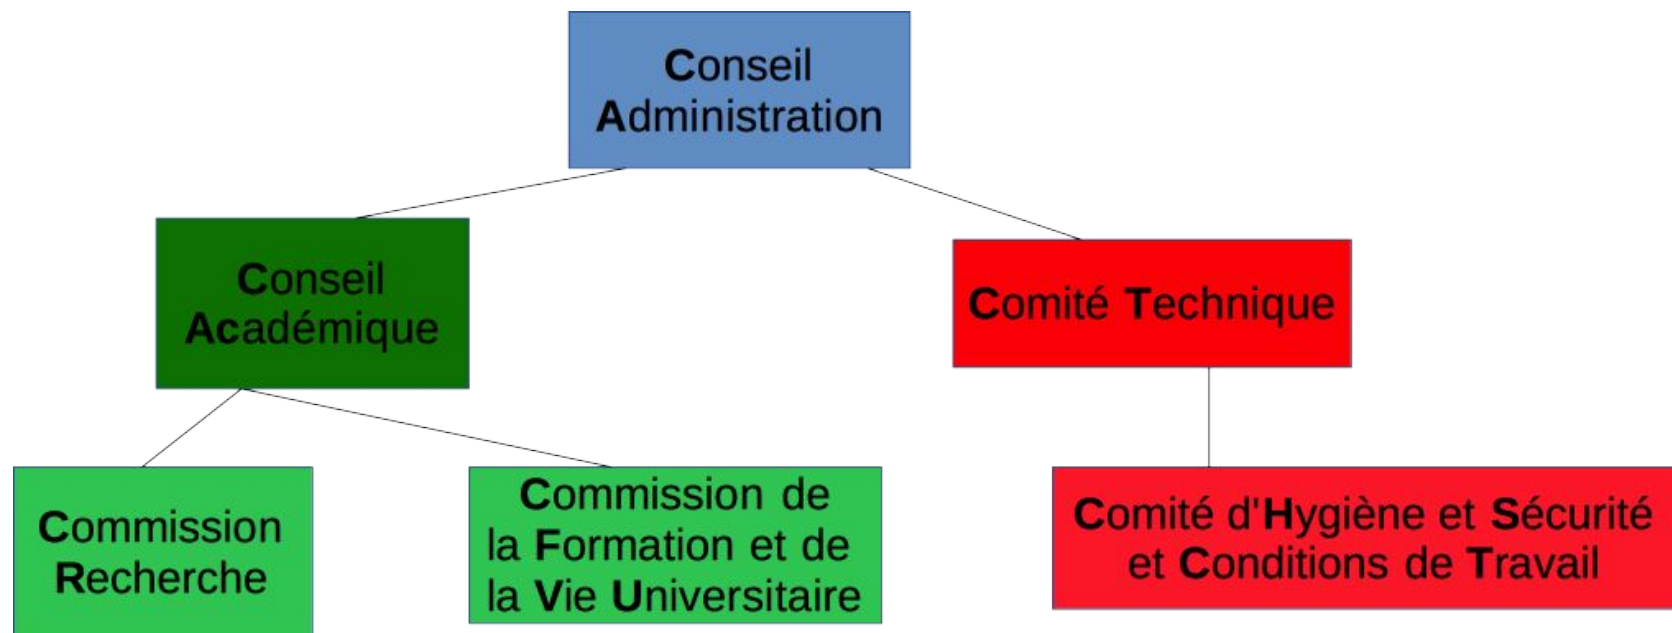 Conseil
Administration
Conseil
Académique
Comité Technique
Commission
Recherche
Commission de
la Formation et de
la Vie Universitaire
Comité d'Hygiène et Sécurité
et Conditions de Travail